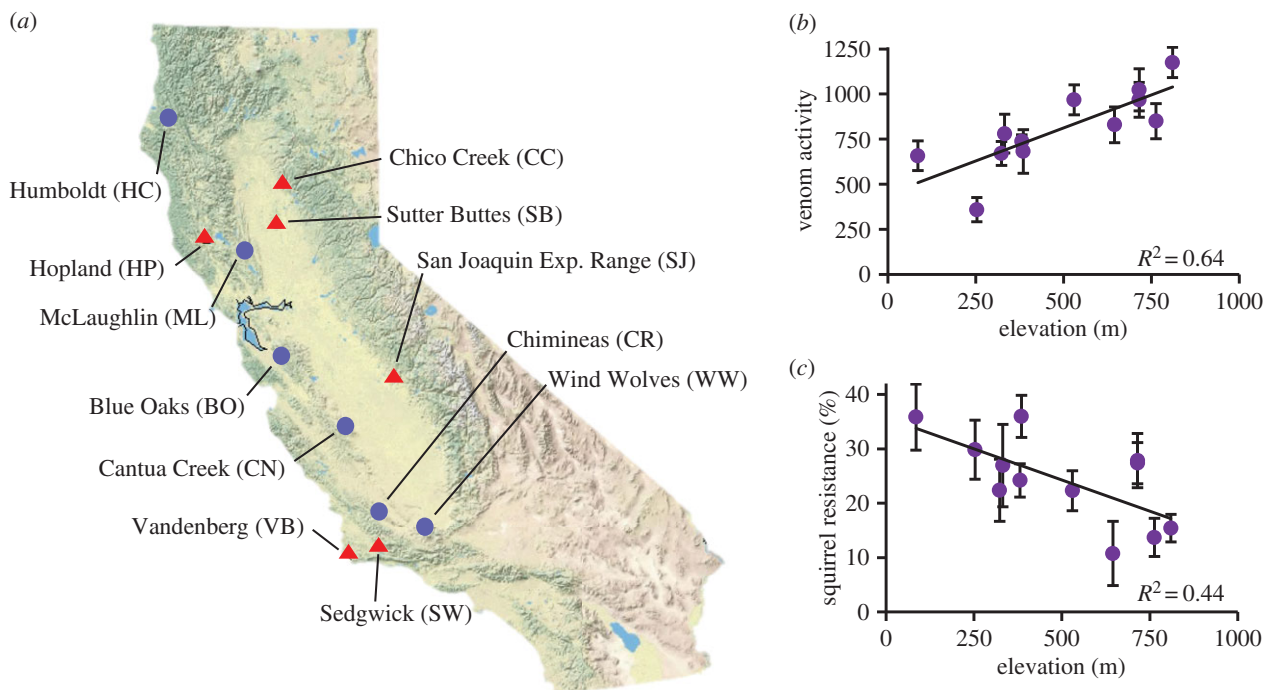 (a)
Humboldt (HC)
Hopland (HP)
McLaughlin (ML)
Blue Oaks (BO)
Cantua Creek (CN)
Vandenberg (VB)
Sedgwick (SW)
Chico Creek (CC)
Sutter Buttes (SB)
San Joaquin Exp. Range (SJ)
Chimineas (CR)
Wind Wolves (WW)
(b)
venom activity
1250
1000
750
500
250
0
R² = 0.64
250 500 750 1000
elevation (m)
(c)
squirrel resistance (%)
40
30
20
10
0
R² = 0.44
250 500 750 1000
elevation (m)